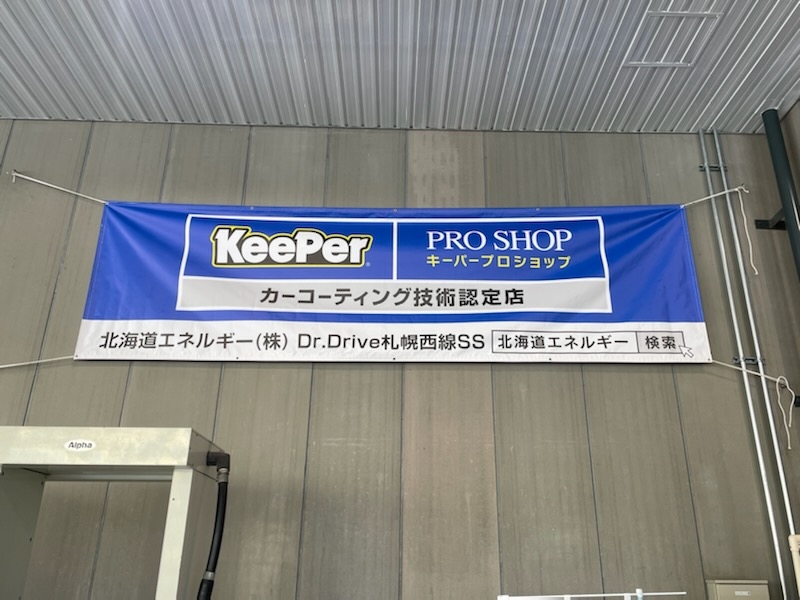 KeePer
PRO SHOP
キーパープロショップ
カーコーティング技術認定店
北海道エネルギー(株) Dr.Drive札幌西線SS 北海道エネルギー 検索
Alpha